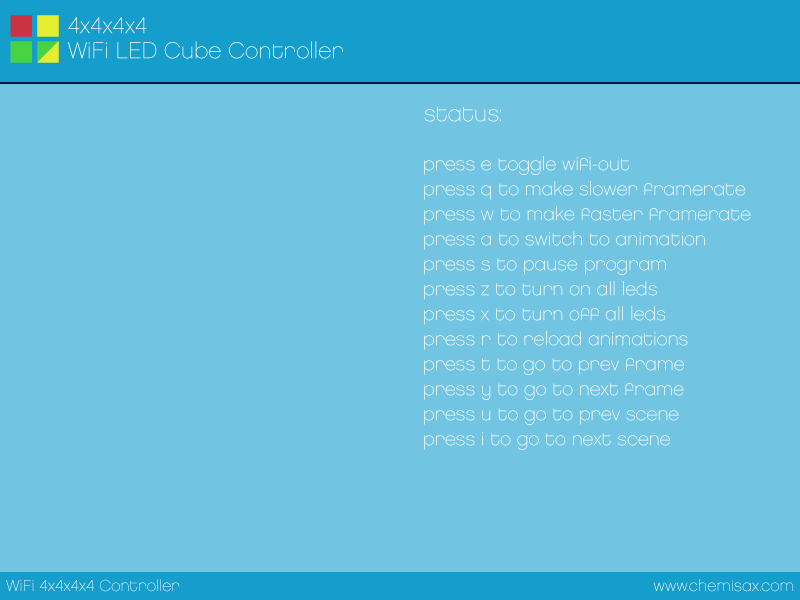 4x4x4x4
WiFi LED Cube Controller
status:
press e toggle wifi-out
press q to make slower framerate
press w to make faster framerate
press a to switch to animation
press s to pause program
press z to turn on all leds
press x to turn off all leds
press r to reload animations
press t to go to prev frame
press y to go to next frame
press u to go to prev scene
press i to go to next scene
WiFi 4x4x4x4 Controller
www.chemisax.com